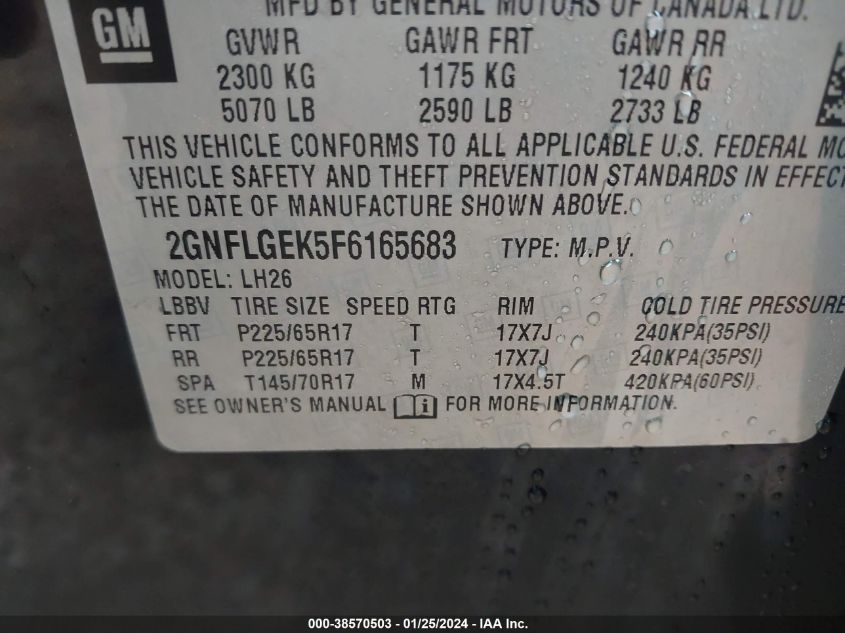 MFD BY GENERAL MOTORS OF CANADA LTD.
GM
GVWR GAWR FRT GAWR RR
2300 KG 1175 KG 1240 KG
5070 LB 2590 LB 2733 LB
THIS VEHICLE CONFORMS TO ALL APPLICABLE U.S. FEDERAL MO
VEHICLE SAFETY AND THEFT PREVENTION STANDARDS IN EFFECT
THE DATE OF MANUFACTURE SHOWN ABOVE.
2GNFLGEK5F6165683 TYPE: M.P.V.
MODEL: LH26
LBBV TIRE SIZE SPEED RTG RIM COLD TIRE PRESSURE
FRT P225/65R17 T 17X7J 240KPA(35PSI)
RR P225/65R17 T 17X7J 240KPA(35PSI)
SPA T145/70R17 M 17X4.5T 420KPA(60PSI)
SEE OWNER'S MANUAL i FOR MORE INFORMATION.
000-38570503 - 01/25/2024 - IAA Inc.